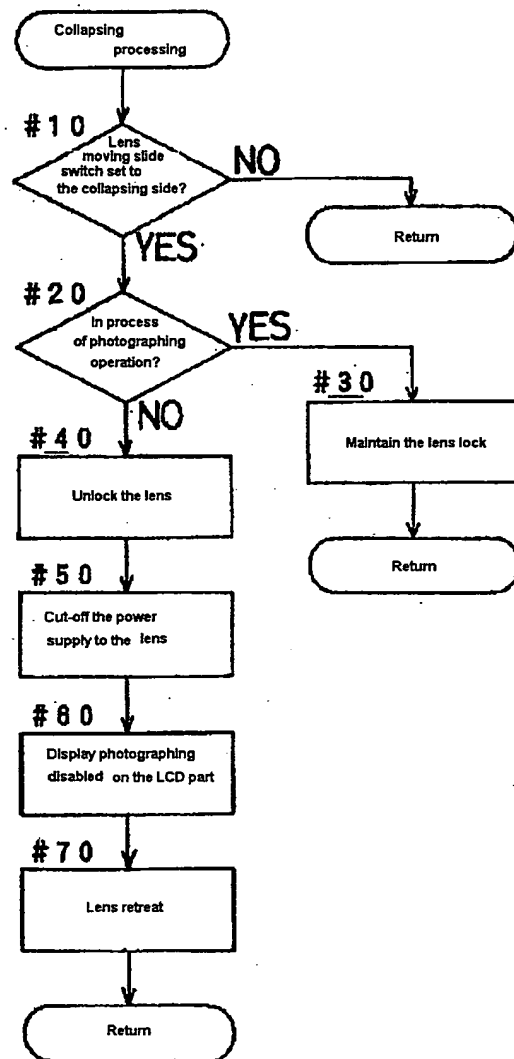 Collapsing
processing
#10
Lens
moving slide
switch set to
the collapsing side?
NO
Return
YES
#20
In process
of photographing
operation?
YES
#30
Maintain the lens lock
Return
NO
#40
Unlock the lens
#50
Cut-off the power
supply to the lens
#60
Display photographing
disabled on the LCD part
#70
Lens retreat
Return